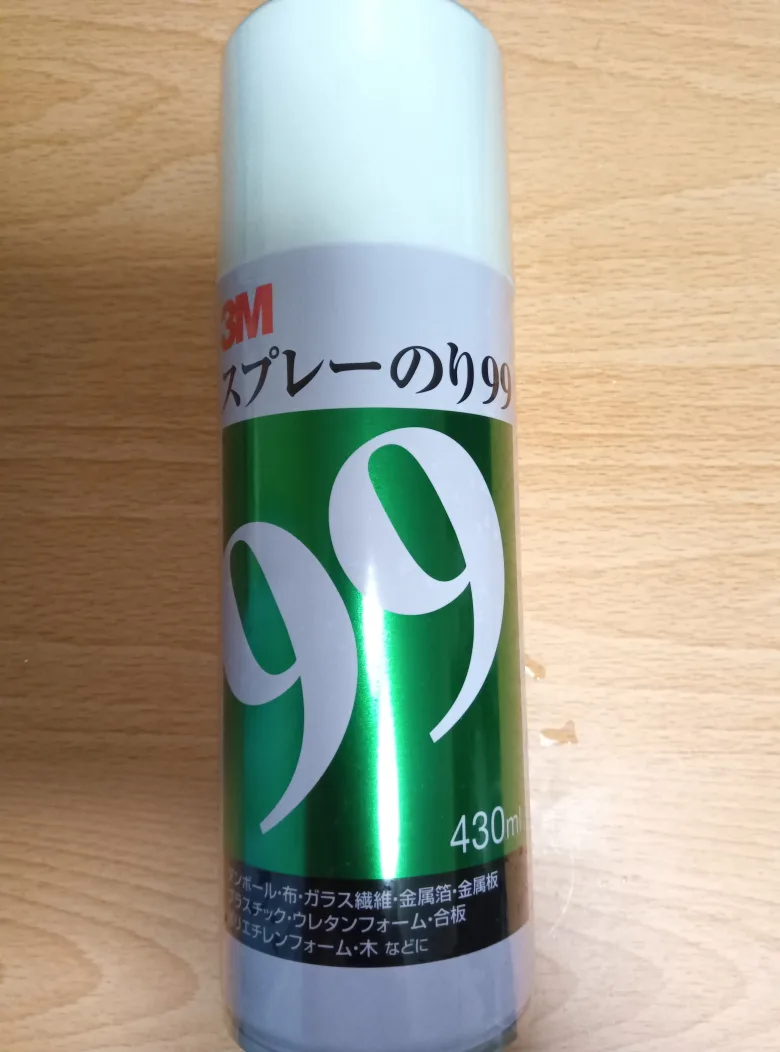 3M
スプレーのり99
99
430ml
ンボール・布・ガラス繊維・金属箔・金属板
プラスチック・ウレタンフォーム・合板
リエチレンフォーム・木 などに